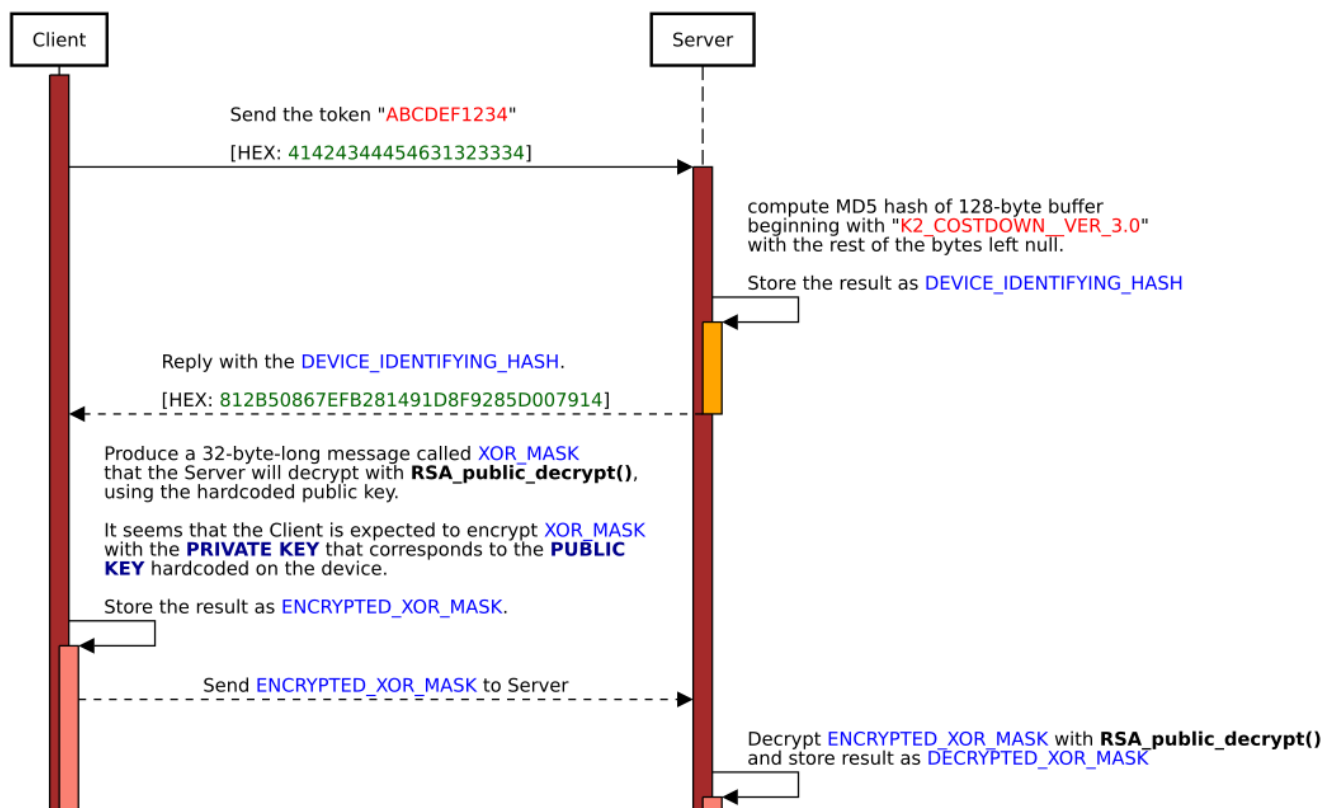 Client
Server
Send the token "ABCDEF1234"
[HEX: 41424344454631323334]
compute MD5 hash of 128-byte buffer
beginning with "K2_COSTDOWN__VER_3.0"
with the rest of the bytes left null.
Store the result as DEVICE_IDENTIFYING_HASH
Reply with the DEVICE_IDENTIFYING_HASH.
[HEX: 812B50867EFB281491D8F9285D007914]
Produce a 32-byte-long message called XOR_MASK
that the Server will decrypt with RSA_public_decrypt(),
using the hardcoded public key.
It seems that the Client is expected to encrypt XOR_MASK
with the PRIVATE KEY that corresponds to the PUBLIC
KEY hardcoded on the device.
Store the result as ENCRYPTED_XOR_MASK.
Send ENCRYPTED_XOR_MASK to Server
Decrypt ENCRYPTED_XOR_MASK with RSA_public_decrypt()
and store result as DECRYPTED_XOR_MASK